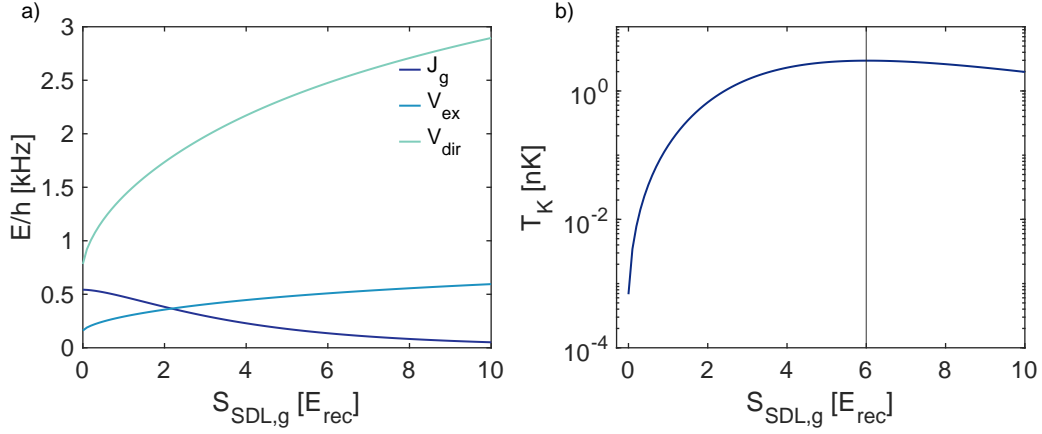 a)
3
2.5
2
1.5
1
0.5
0
E/h [kHz]
J_g
V_ex
V_dir
0 2 4 6 8 10
S_SDL,g [E_rec]
b)
10^0
10^-2
10^-4
T_K [nK]
0 2 4 6 8 10
S_SDL,g [E_rec]